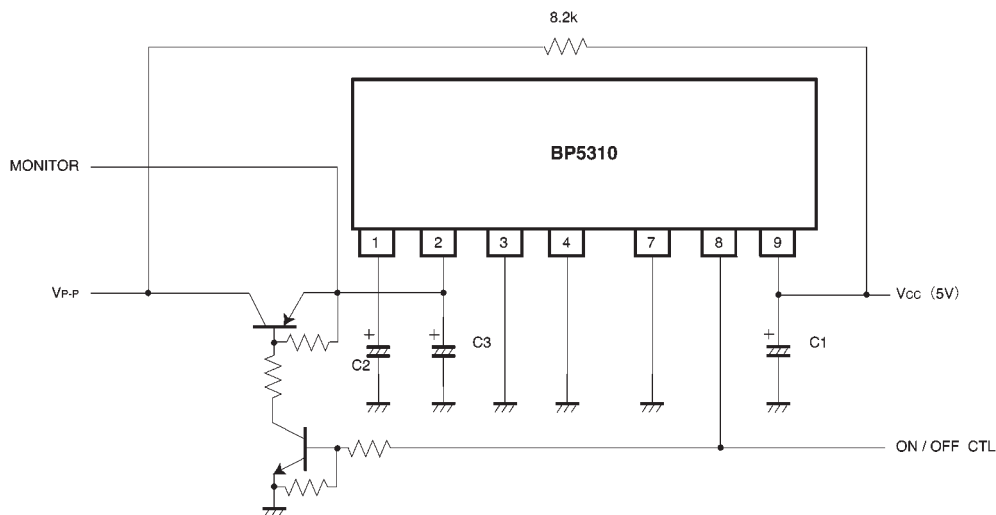 8.2k
BP5310
MONITOR
1 2 3 4 7 8 9
VP-P
VCC (5V)
+ + +
C2 C3 C1
ON / OFF CTL